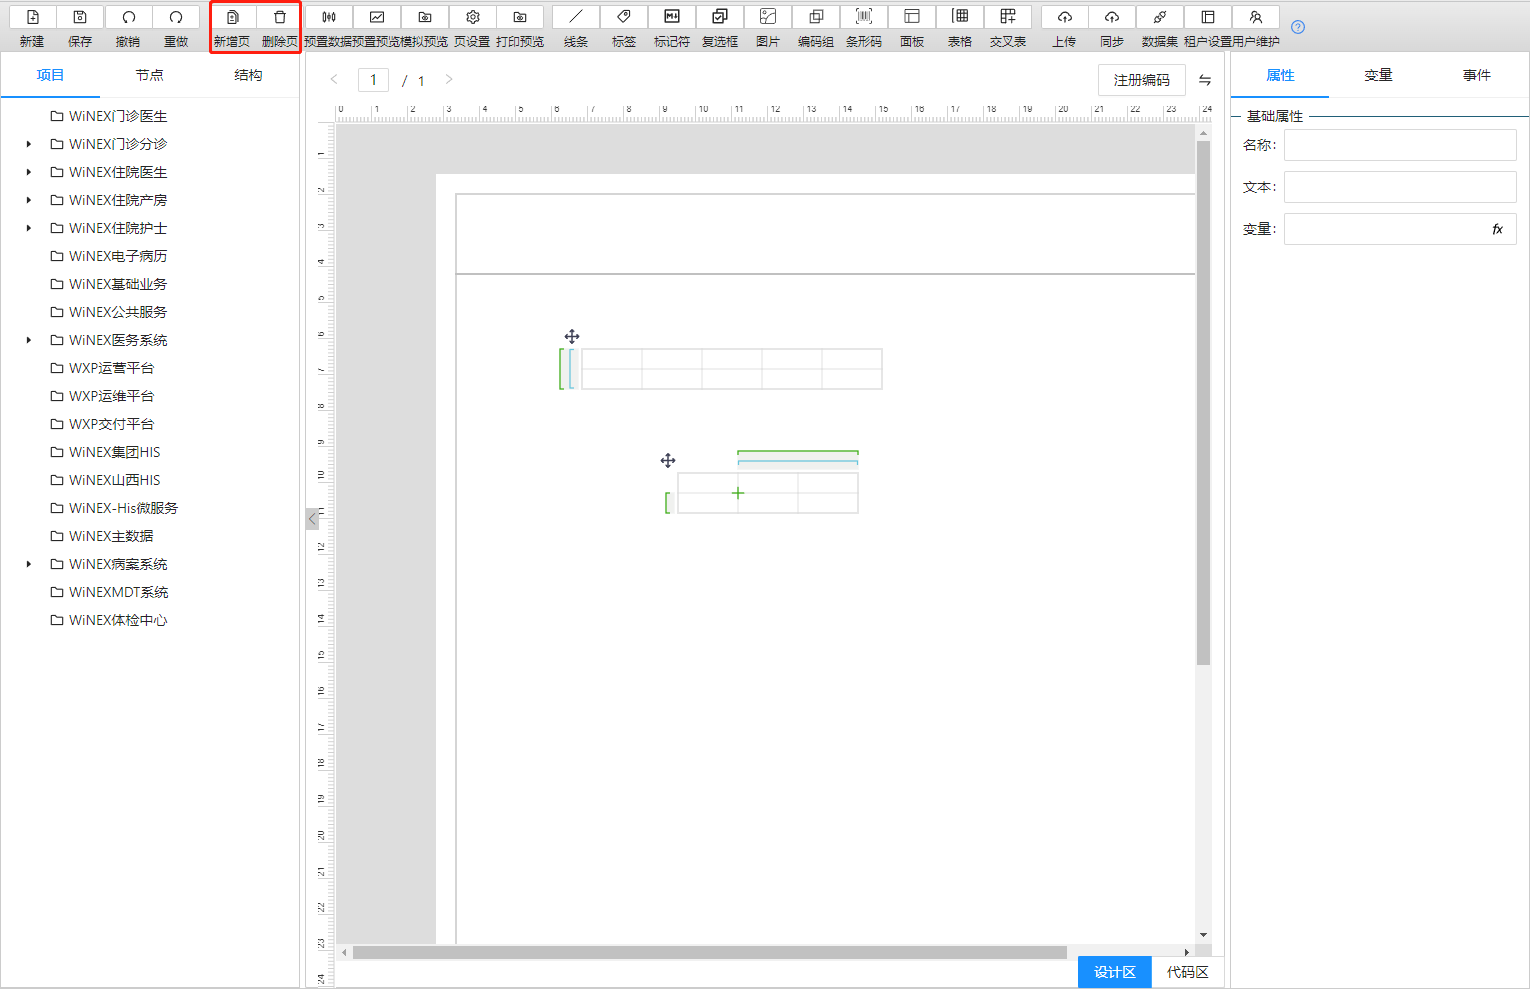 新建 保存 撤销 重做 新增页 删除页 预置数据 预置预览 模拟预览 页设置 打印预览 线条 标签 标记符 复选框 图片 编码组 条形码 面板 表格 交叉表 上传 同步 数据集 租户设置 用户维护
项目 节点 结构
WiNEX门诊医生
WiNEX门诊分诊
WiNEX住院医生
WiNEX住院产房
WiNEX住院护士
WiNEX电子病历
WiNEX基础业务
WiNEX公共服务
WiNEX医务系统
WXP运营平台
WXP运维平台
WXP交付平台
WiNEX集团HIS
WiNEX山西HIS
WiNEX-His微服务
WiNEX主数据
WiNEX病案系统
WiNEXMDT系统
WiNEX体检中心
1 / 1
注册编码
0 1 2 3 4 5 6 7 8 9 10 11 12 13 14 15 16 17 18 19 20 21 22 23 24
1
2
3
4
5
6
7
8
9
10
11
12
13
14
15
16
17
18
19
20
21
22
23
24
设计区 代码区
属性 变量 事件
基础属性
名称:
文本:
变量: fx